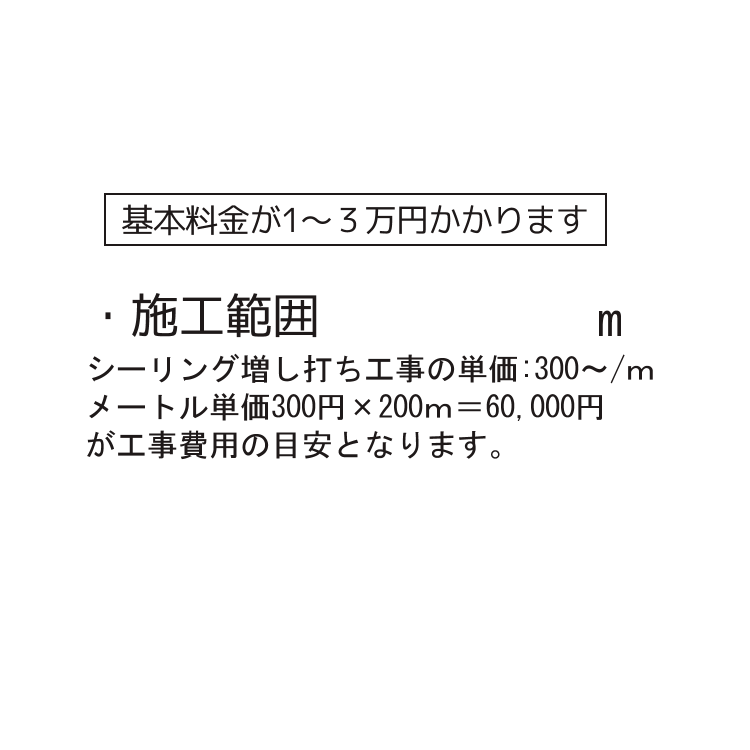 基本料金が1～３万円かかります
・施工範囲　　　　　　m
シーリング増し打ち工事の単価:300～/ｍ
メートル単価300円×200ｍ＝60,000円
が工事費用の目安となります。